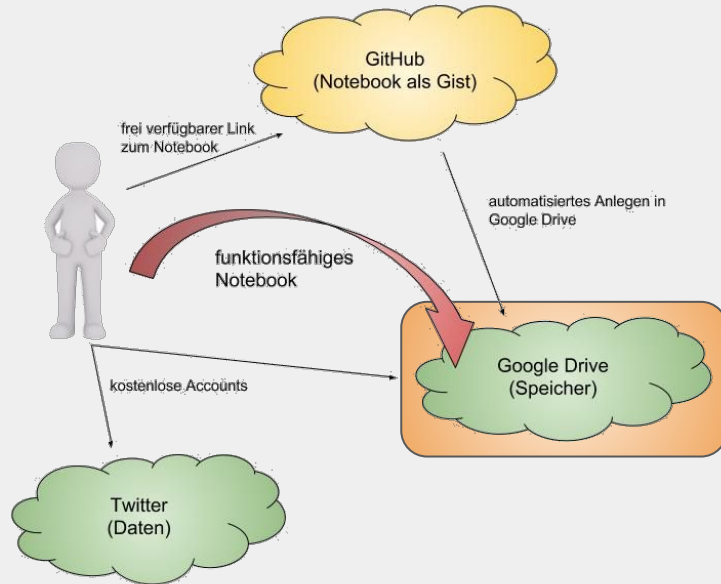 GitHub
(Notebook als Gist)
frei verfügbarer Link
zum Notebook
automatisiertes Anlegen in
Google Drive
funktionsfähiges
Notebook
Google Drive
(Speicher)
kostenlose Accounts
Twitter
(Daten)